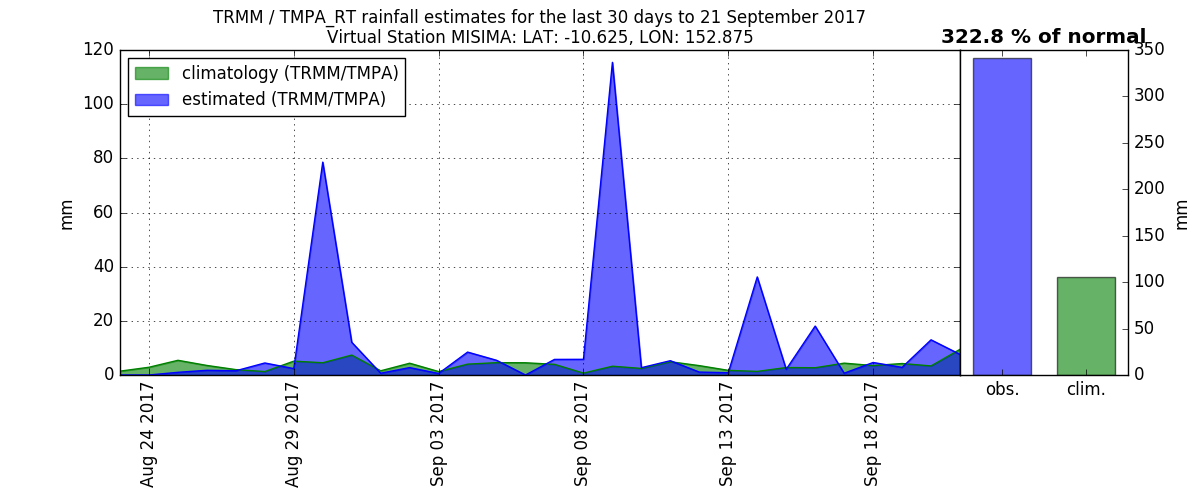 TRMM / TMPA_RT rainfall estimates for the last 30 days to 21 September 2017
Virtual Station MISIMA: LAT: -10.625, LON: 152.875
322.8 % of normal
climatology (TRMM/TMPA)
estimated (TRMM/TMPA)
120
100
80
60
40
20
0
mm
Aug 24 2017
Aug 29 2017
Sep 03 2017
Sep 08 2017
Sep 13 2017
Sep 18 2017
obs.
clim.
350
300
250
200
150
100
50
0
mm